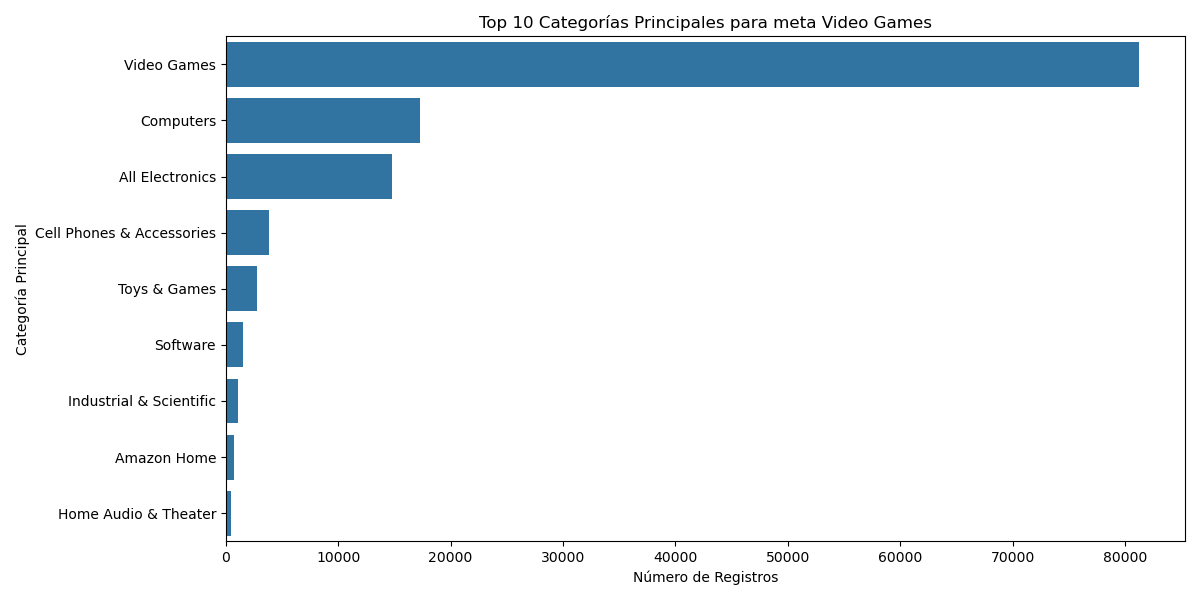 Top 10 Categorías Principales para meta Video Games
Categoría Principal
Video Games
Computers
All Electronics
Cell Phones & Accessories
Toys & Games
Software
Industrial & Scientific
Amazon Home
Home Audio & Theater
0 10000 20000 30000 40000 50000 60000 70000 80000
Número de Registros